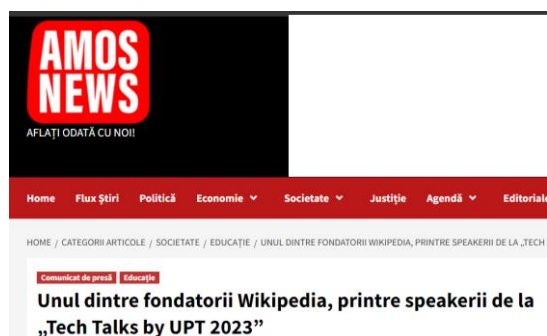 AMOS
NEWS
AFLAȚI ODATĂ CU NOI!
Home Flux Știri Politică Economie Societate Justiție Agendă Editoriale
HOME / CATEGORII ARTICOLE / SOCIETATE / EDUCAȚIE / UNUL DINTRE FONDATORII WIKIPEDIA, PRINTRE SPEAKERII DE LA „TECH
Comunicat de presă Educație
Unul dintre fondatorii Wikipedia, printre speakerii de la
„Tech Talks by UPT 2023”